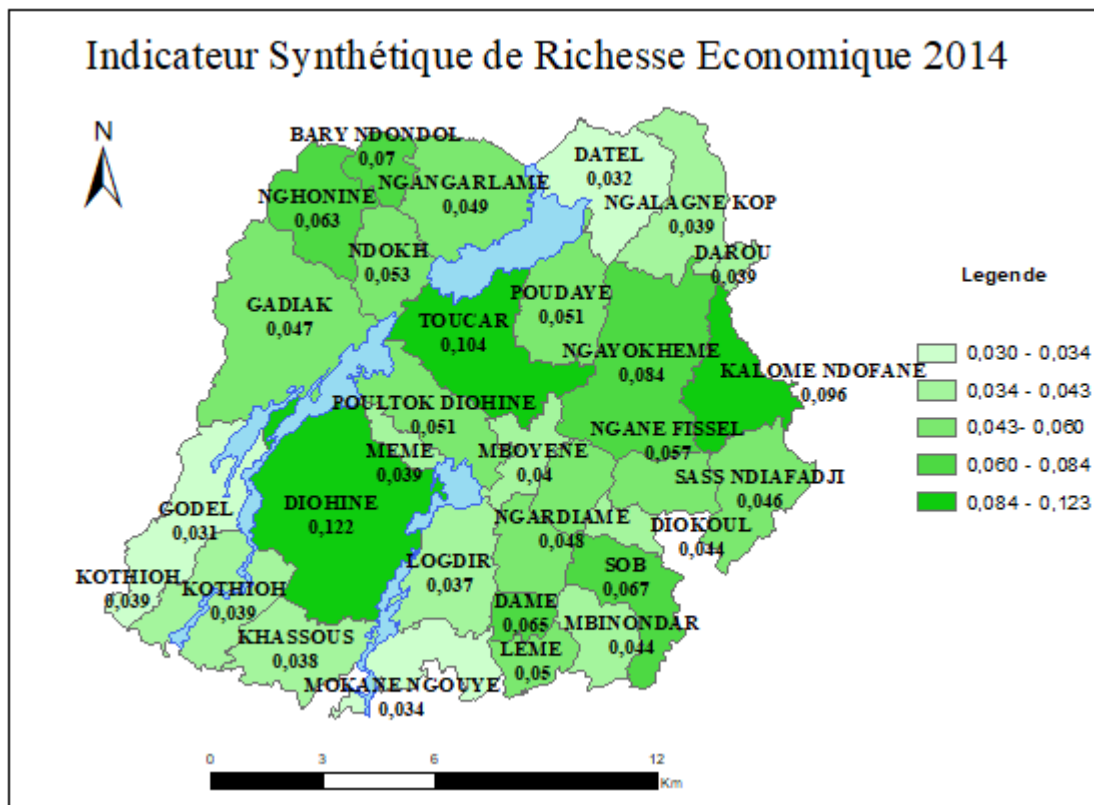 Indicateur Synthétique de Richesse Economique 2014
N
BARY NDONDOL
0,07
NGANGARLAME
0,049
NGHONINE
0,063
DATEL
0,032
NGALAGNE KOP
0,039
NDOKH
0,053
DAROU
0,039
GADIAK
0,047
TOUCAR
0,104
POUDAYE
0,051
NGAYOKHEME
0,084
KALOME NDOFANE
0,096
POULTOK DIOHINE
0,051
MEME
0,039
MBOYENE
0,04
NGANE FISSEL
0,057
SASS NDIAFADJI
0,046
DIOHINE
0,122
GODEL
0,031
NGARDIAME
0,048
DIOKOUL
0,044
LOGDIR
0,037
SOB
0,067
KOTHIOH
0,039
KOTHIOH
0,039
DAME
0,065
MBINONDAR
0,044
KHASSOUS
0,038
LEME
0,05
MOKANE NGOUYE
0,034
Legende
0,030 - 0,034
0,034 - 0,043
0,043- 0,060
0,060 - 0,084
0,084 - 0,123
0 3 6 12
Km